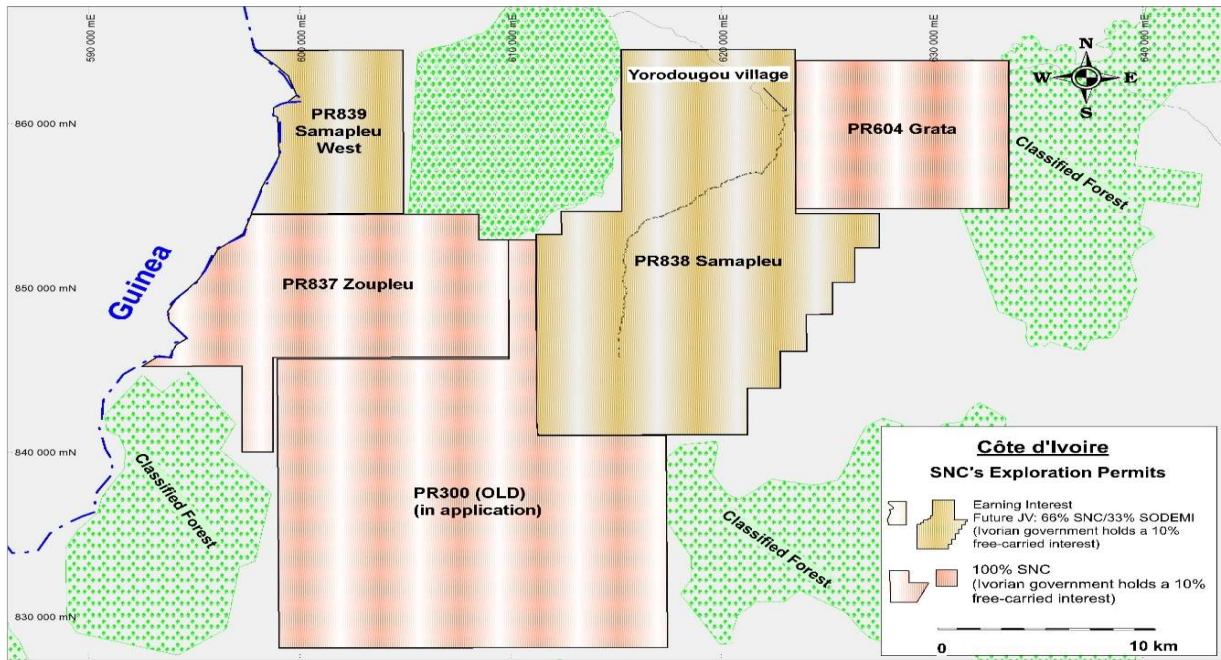 590 000 mE
600 000 mE
610 000 mE
620 000 mE
630 000 mE
640 000 mE
Yorodougou village
N
W E
S
860 000 mN
PR839
Samapleu
West
PR604 Grata
Classified Forest
PR838 Samapleu
PR837 Zoupleu
850 000 mN
Guinea
840 000 mN
Classified Forest
PR300 (OLD)
(in application)
Classified Forest
830 000 mN
Côte d'Ivoire
SNC's Exploration Permits
Earning Interest
Future JV: 66% SNC/33% SODEMI
(Ivorian government holds a 10%
free-carried interest)
100% SNC
(Ivorian government holds a 10%
free-carried interest)
0 10 km